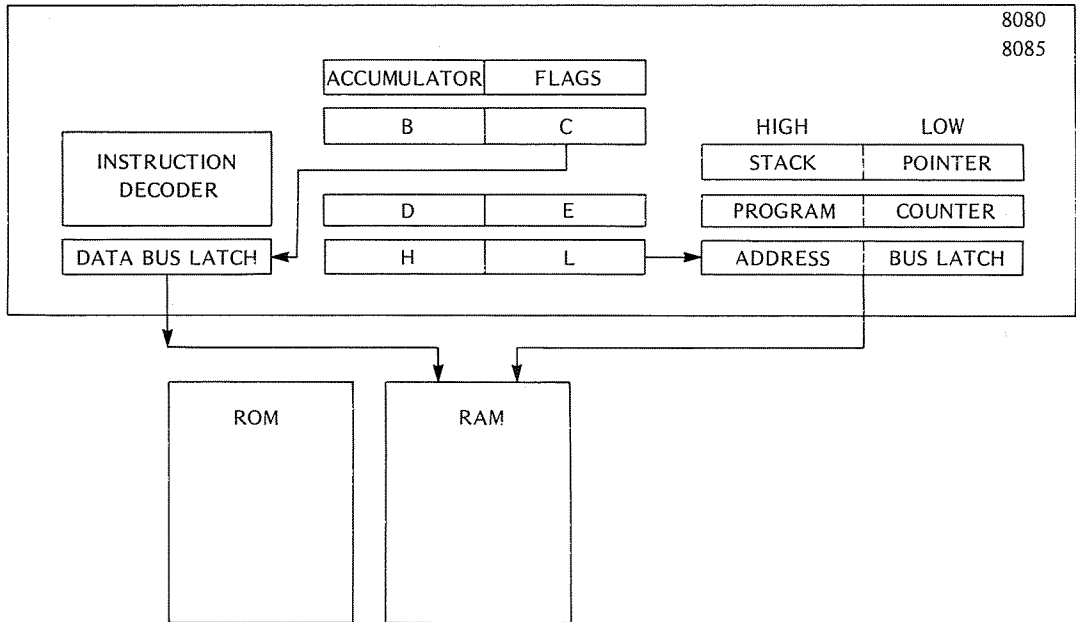 8080
8085
ACCUMULATOR FLAGS
B C
HIGH LOW
INSTRUCTION
DECODER
STACK POINTER
D E
PROGRAM COUNTER
DATA BUS LATCH
H L
ADDRESS BUS LATCH
ROM
RAM